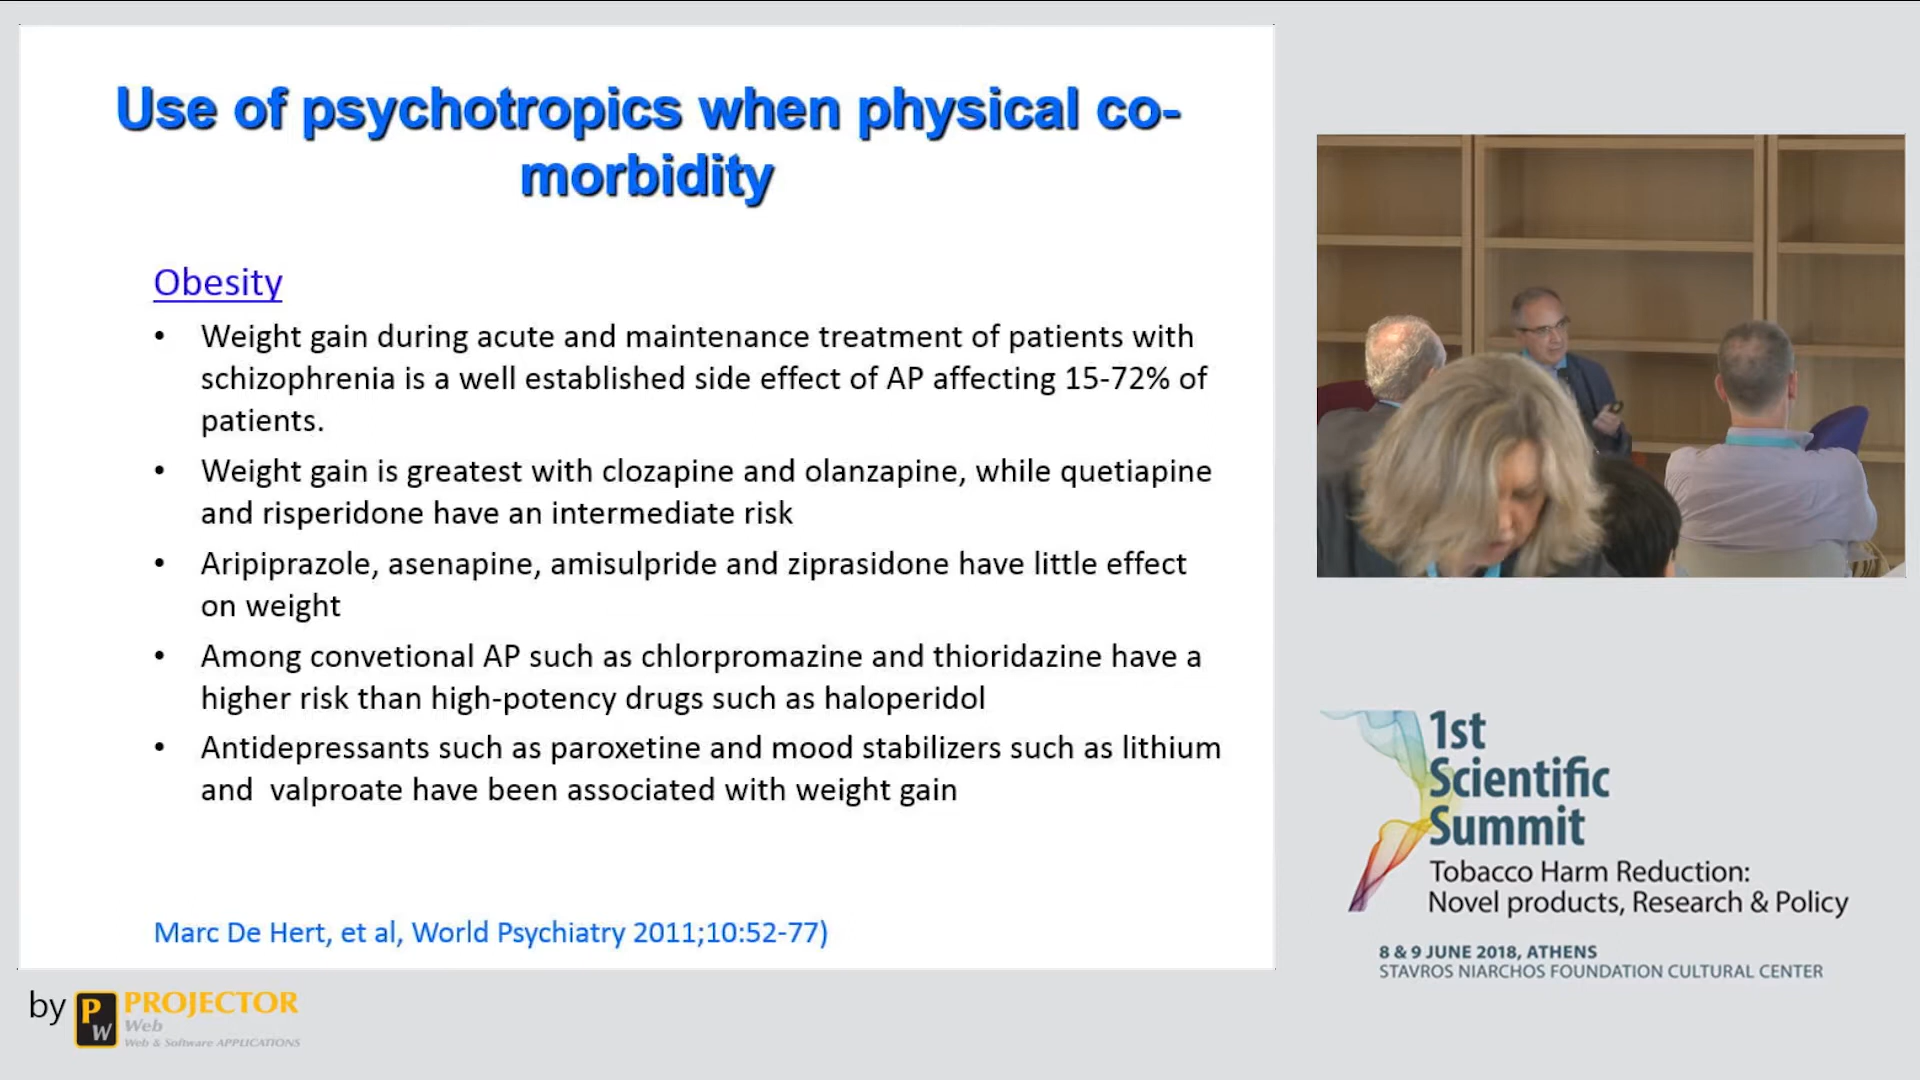 Use of psychotropics when physical co-
morbidity
Obesity
• Weight gain during acute and maintenance treatment of patients with
schizophrenia is a well established side effect of AP affecting 15-72% of
patients.
• Weight gain is greatest with clozapine and olanzapine, while quetiapine
and risperidone have an intermediate risk
• Aripiprazole, asenapine, amisulpride and ziprasidone have little effect
on weight
• Among convetional AP such as chlorpromazine and thioridazine have a
higher risk than high-potency drugs such as haloperidol
• Antidepressants such as paroxetine and mood stabilizers such as lithium
and  valproate have been associated with weight gain
Marc De Hert, et al, World Psychiatry 2011;10:52-77)
1st
Scientific
Summit
Tobacco Harm Reduction:
Novel products, Research & Policy
8 & 9 JUNE 2018, ATHENS
STAVROS NIARCHOS FOUNDATION CULTURAL CENTER
by PW PROJECTOR
Web
Web & Software APPLICATIONS